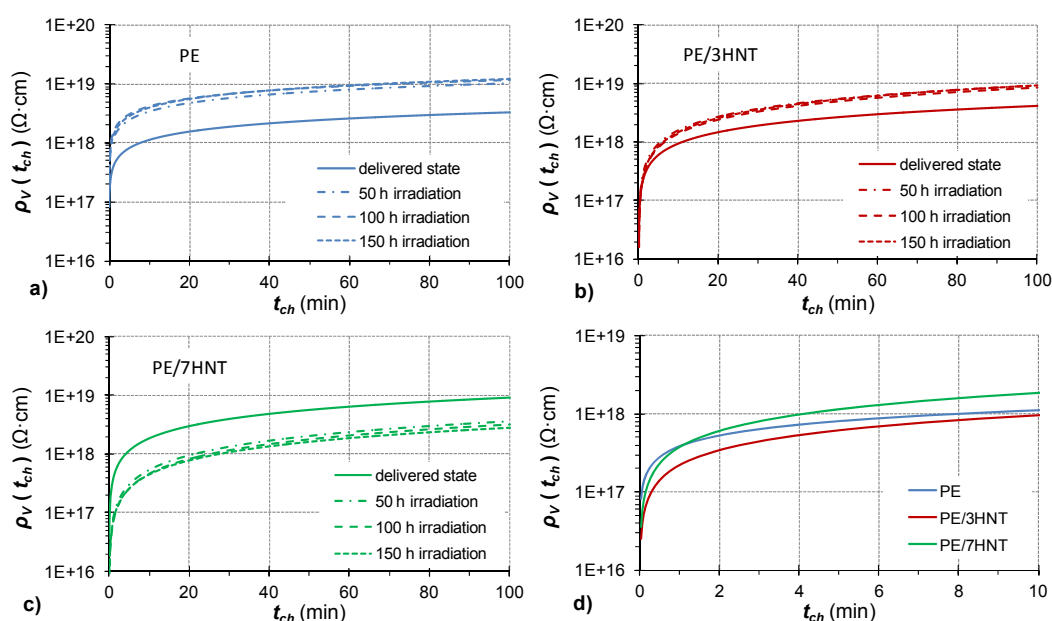 1E+20
1E+19
1E+18
1E+17
1E+16
ρV ( tch ) (Ω·cm)
PE
delivered state
50 h irradiation
100 h irradiation
150 h irradiation
0 20 40 60 80 100
a) tch (min)
1E+20
1E+19
1E+18
1E+17
1E+16
ρV ( tch ) (Ω·cm)
PE/3HNT
delivered state
50 h irradiation
100 h irradiation
150 h irradiation
0 20 40 60 80 100
b) tch (min)
1E+20
1E+19
1E+18
1E+17
1E+16
ρV ( tch ) (Ω·cm)
PE/7HNT
delivered state
50 h irradiation
100 h irradiation
150 h irradiation
0 20 40 60 80 100
c) tch (min)
1E+19
1E+18
1E+17
1E+16
ρV ( tch ) (Ω·cm)
PE
PE/3HNT
PE/7HNT
0 2 4 6 8 10
d) tch (min)